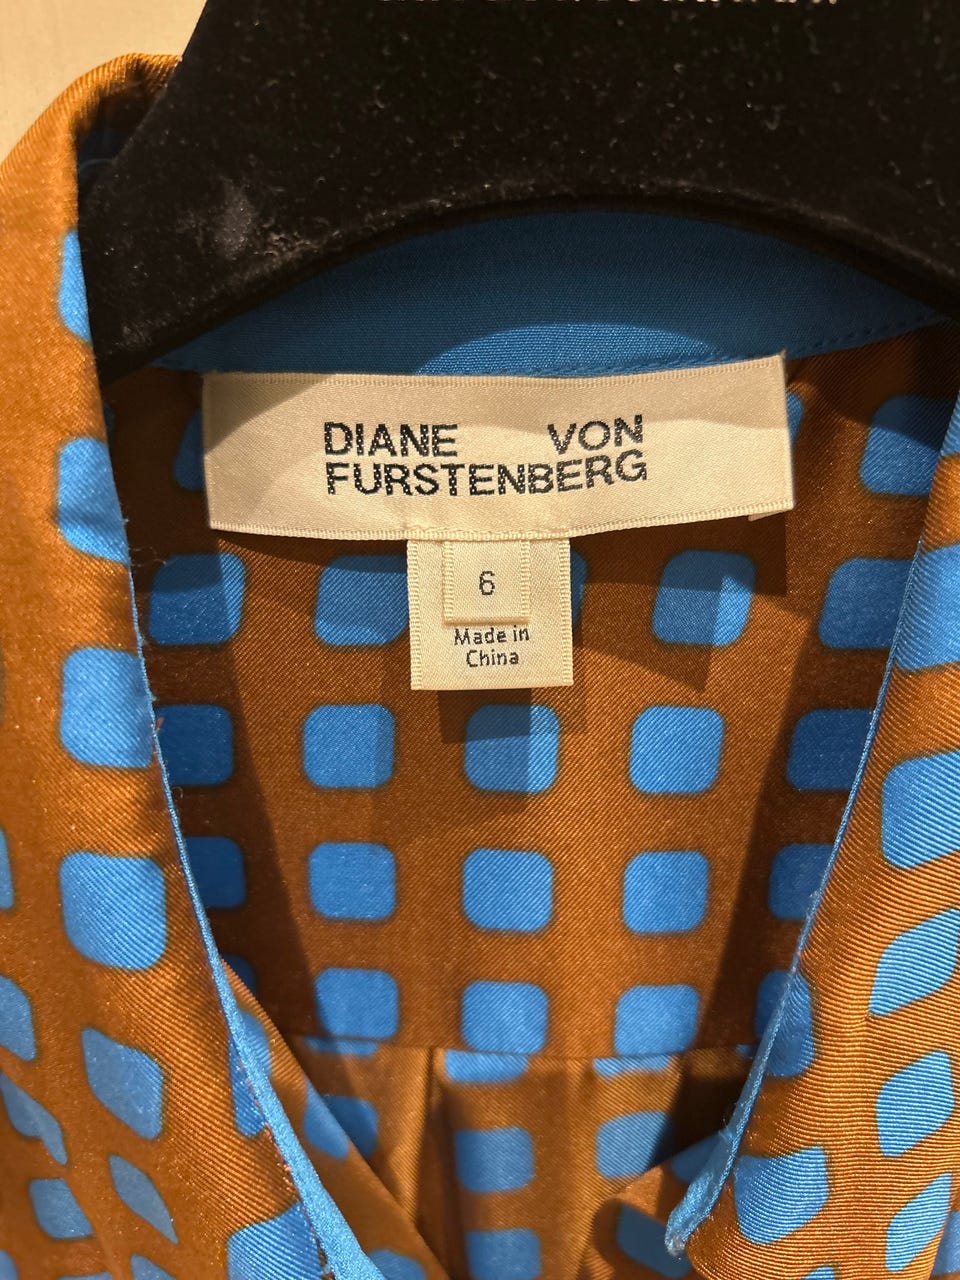 DIANE VON
FURSTENBERG
6
Made in
China